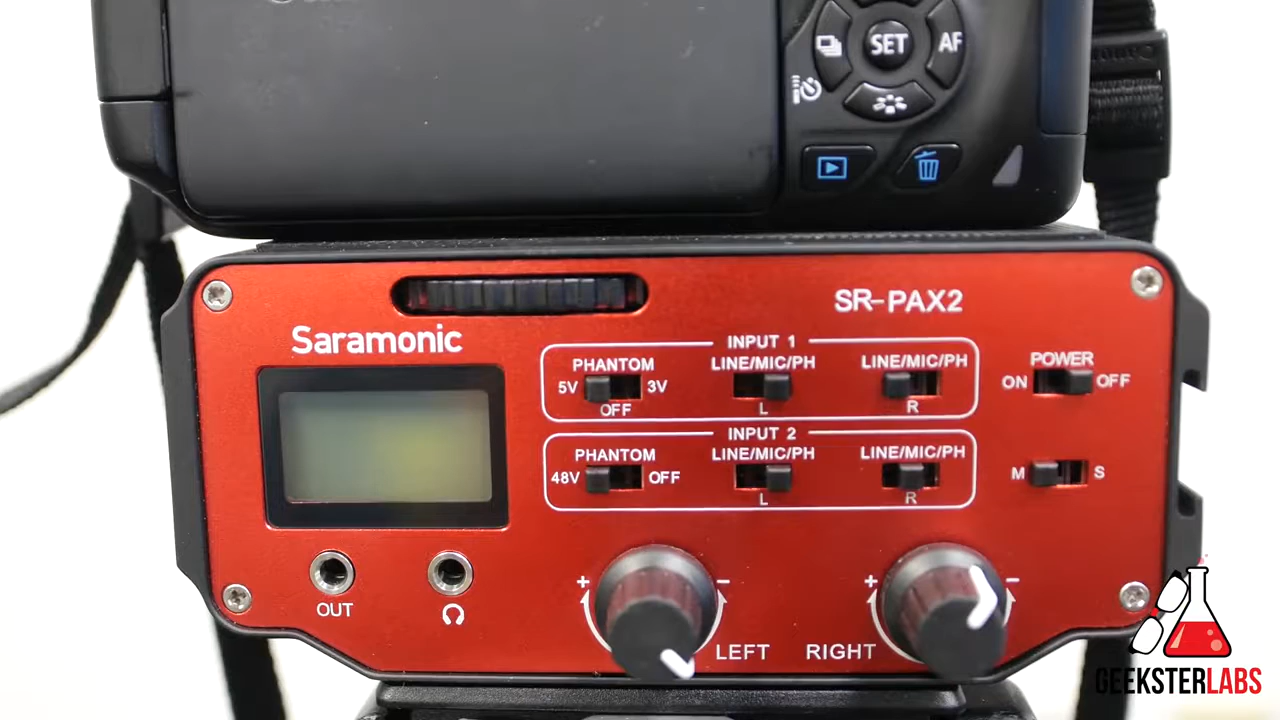 SET
AF
SR-PAX2
Saramonic
INPUT 1
PHANTOM
LINE/MIC/PH
LINE/MIC/PH
POWER
5V
3V
ON
OFF
OFF
L
R
INPUT 2
PHANTOM
LINE/MIC/PH
LINE/MIC/PH
48V
OFF
M
S
L
R
+
−
+
−
OUT
LEFT
RIGHT
GEEKSTERLABS